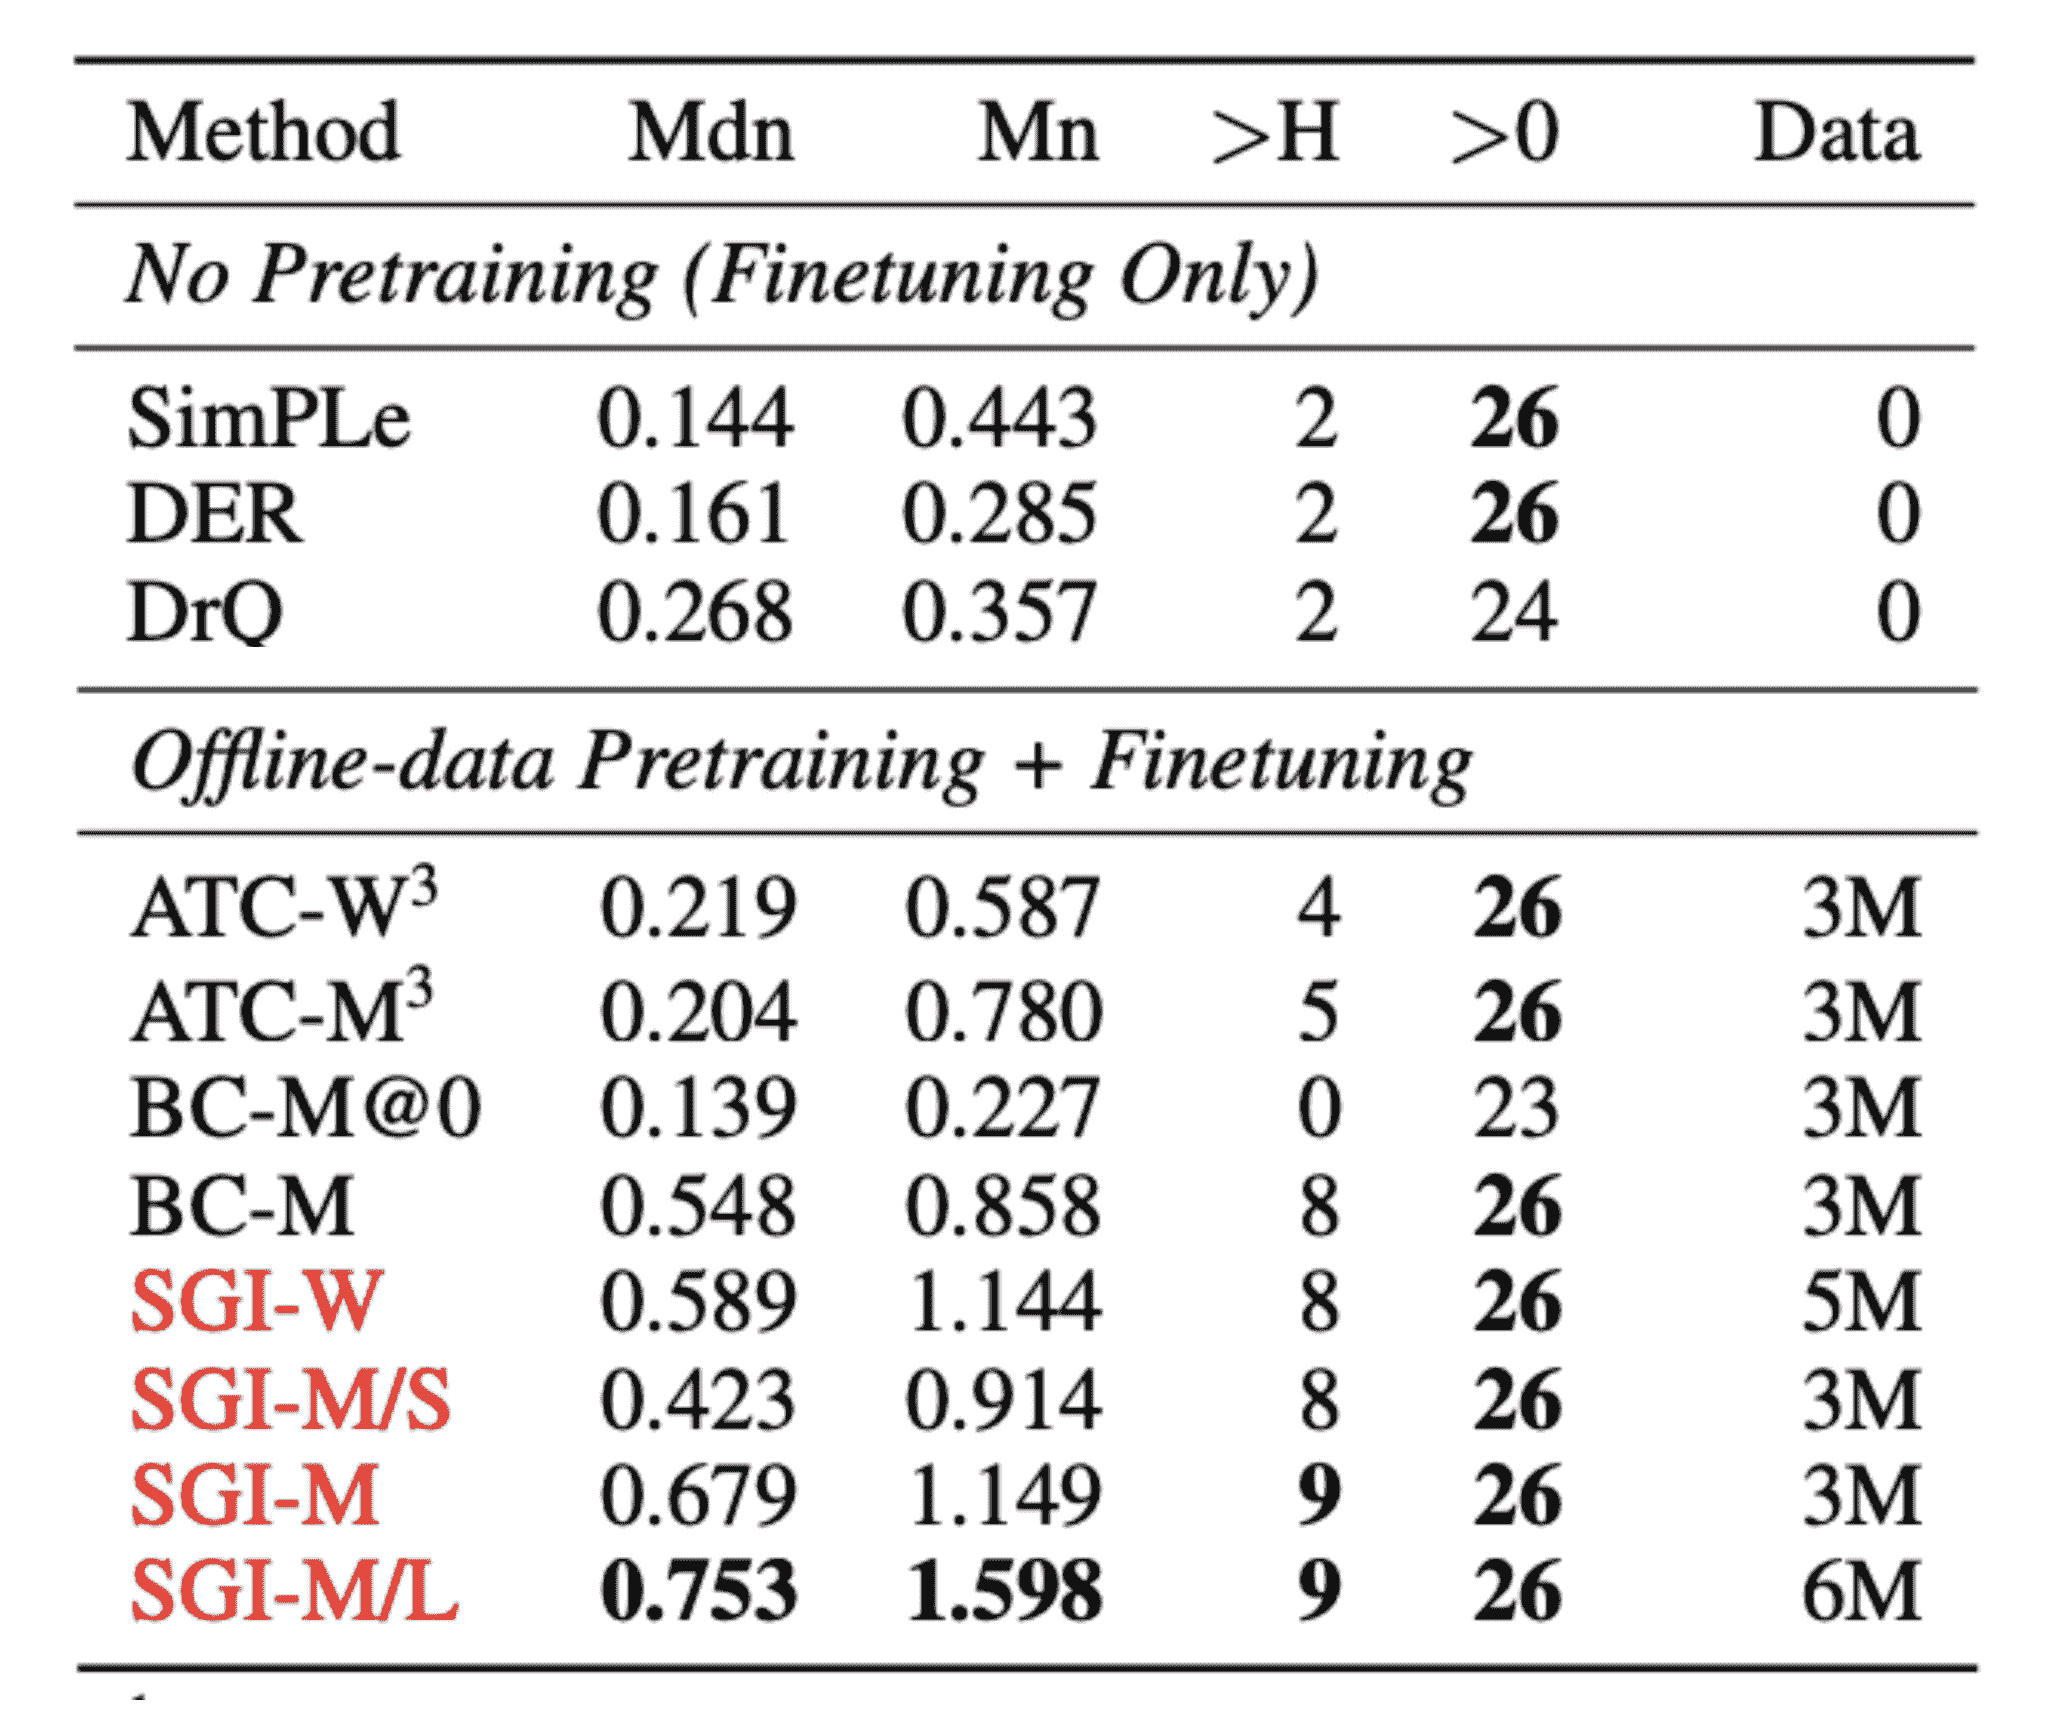 Method Mdn Mn >H >0 Data
No Pretraining (Finetuning Only)
SimPLe 0.144 0.443 2 26 0
DER 0.161 0.285 2 26 0
DrQ 0.268 0.357 2 24 0
Offline-data Pretraining + Finetuning
ATC-W³ 0.219 0.587 4 26 3M
ATC-M³ 0.204 0.780 5 26 3M
BC-M@0 0.139 0.227 0 23 3M
BC-M 0.548 0.858 8 26 3M
SGI-W 0.589 1.144 8 26 5M
SGI-M/S 0.423 0.914 8 26 3M
SGI-M 0.679 1.149 9 26 3M
SGI-M/L 0.753 1.598 9 26 6M